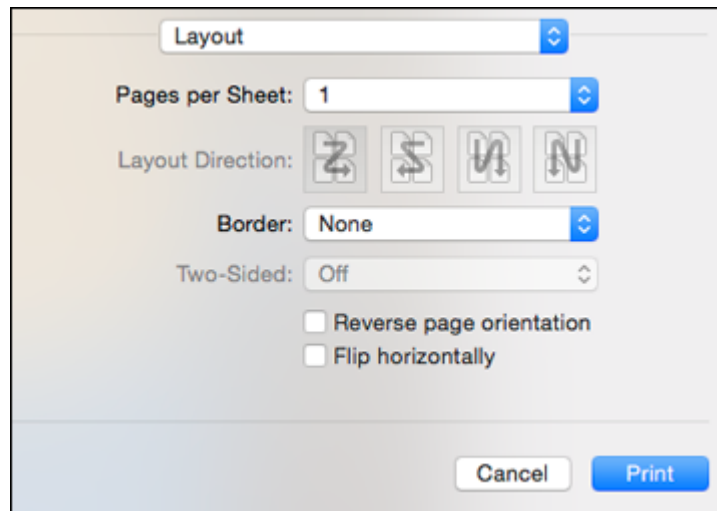 Layout
Pages per Sheet: 1
Layout Direction:
Border: None
Two-Sided: Off
Reverse page orientation
Flip horizontally
Cancel Print